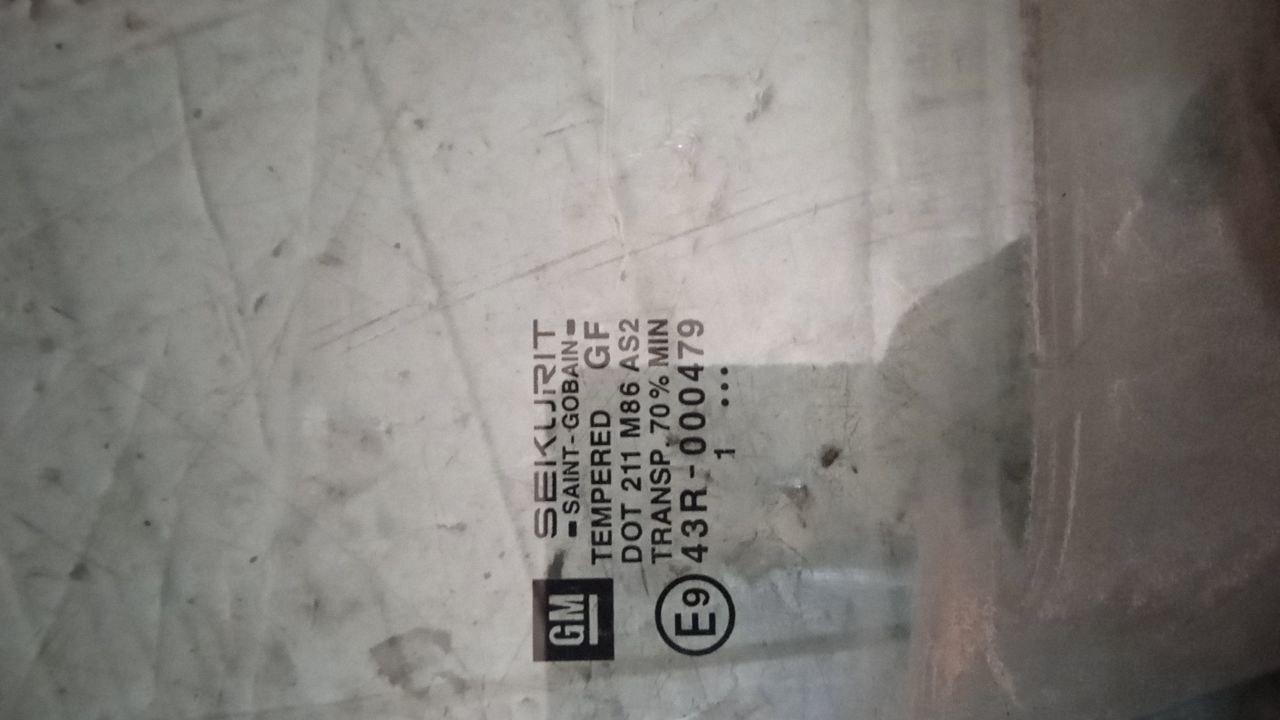 GM
SEKURIT
SAINT-GOBAIN
TEMPERED GF
DOT 211 M86 AS2
TRANSP. 70% MIN
E9 43R-000479
1 ...